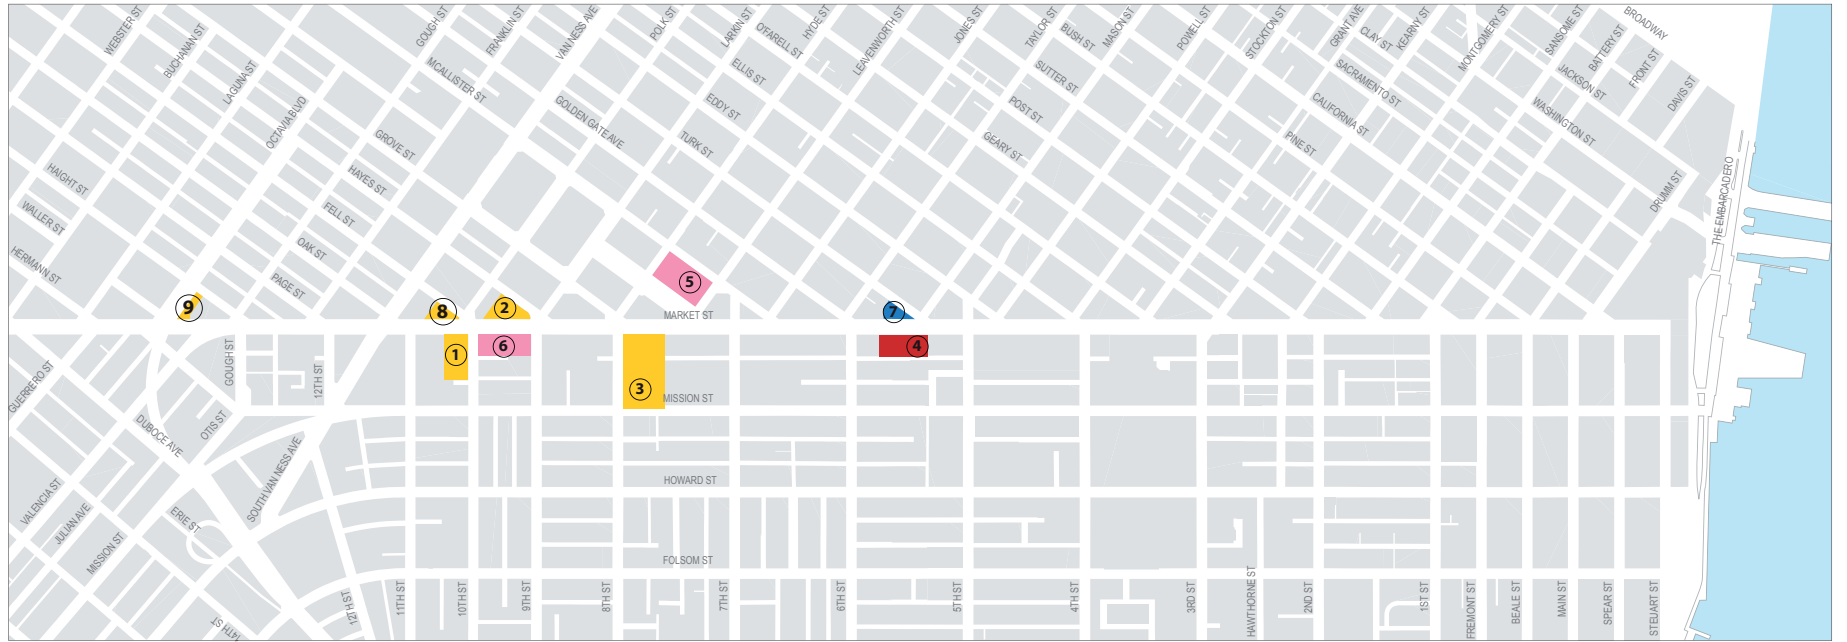 WEBSTER ST
BUCHANAN ST
LAGUNA ST
OCTAVIA BLVD
GOUGH ST
FRANKLIN ST
VAN NESS AVE
POLK ST
LARKIN ST
O'FARELL ST
HYDE ST
LEAVENWORTH ST
JONES ST
TAYLOR ST
BUSH ST
MASON ST
POWELL ST
STOCKTON ST
GRANT AVE
CLAY ST
KEARNY ST
MONTGOMERY ST
SANSOME ST
BATTERY ST
FRONT ST
BROADWAY
DAVIS ST
JACKSON ST
MCALLISTER ST
ELLIS ST
SUTTER ST
SACRAMENTO ST
GOLDEN GATE AVE
EDDY ST
POST ST
CALIFORNIA ST
WASHINGTON ST
GROVE ST
TURK ST
GEARY ST
PINE ST
HAIGHT ST
HAYES ST
DRUMM ST
THE EMBARCADERO
WALLER ST
FELL ST
HERMANN ST
OAK ST
PAGE ST
5
9
8
2
MARKET ST
7
1
6
4
GUERRERO ST
GOUGH ST
12TH ST
3
MISSION ST
DUBOCE AVE
OTIS ST
SOUTH VAN NESS AVE
HOWARD ST
VALENCIA ST
JULIAN AVE
ERIE ST
MISSION ST
FOLSOM ST
14TH ST
12TH ST
11TH ST
10TH ST
9TH ST
8TH ST
7TH ST
6TH ST
5TH ST
4TH ST
3RD ST
HAWTHORNE ST
2ND ST
1ST ST
FREMONT ST
BEALE ST
MAIN ST
SPEAR ST
STEUART ST